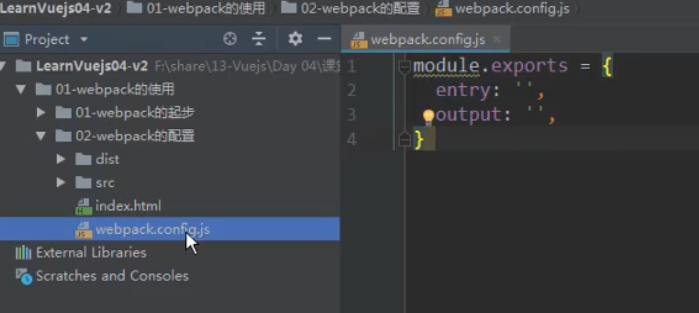 LearnVuejs04-v2 〉 01-webpack的使用 〉 02-webpack的配置 〉 webpack.config.js 〉
Project
webpack.config.js
LearnVuejs04-v2 F:\share\13-Vuejs\Day 04\
01-webpack的使用
01-webpack的起步
02-webpack的配置
dist
src
index.html
webpack.config.js
External Libraries
Scratches and Consoles
1 module.exports = {
2 entry: '',
3 output: '',
4 }